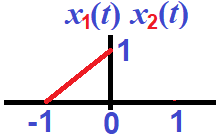 x₁(t) x₂(t)
1
-1 0 1